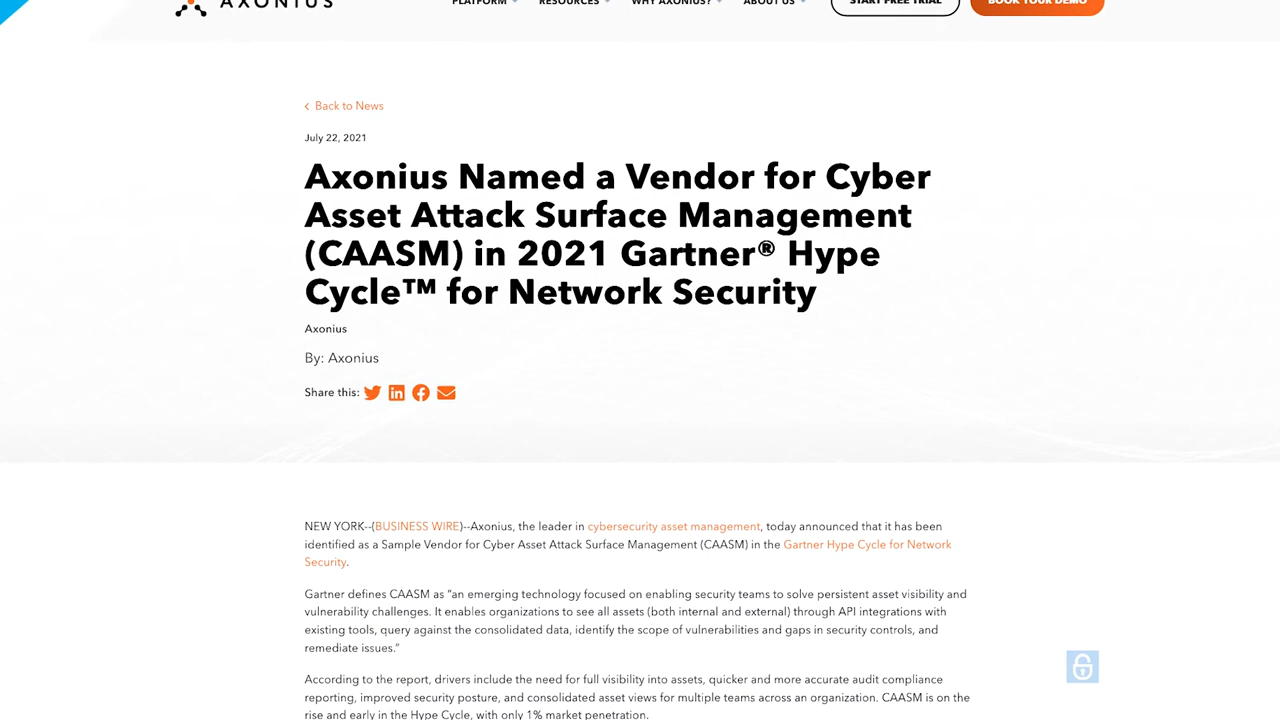 AXONIUS
PLATFORM RESOURCES WHY AXONIUS? ABOUT US START FREE TRIAL BOOK YOUR DEMO
Back to News
July 22, 2021
Axonius Named a Vendor for Cyber
Asset Attack Surface Management
(CAASM) in 2021 Gartner® Hype
Cycle™ for Network Security
Axonius
By: Axonius
Share this:
NEW YORK--(BUSINESS WIRE)--Axonius, the leader in cybersecurity asset management, today announced that it has been
identified as a Sample Vendor for Cyber Asset Attack Surface Management (CAASM) in the Gartner Hype Cycle for Network
Security.
Gartner defines CAASM as “an emerging technology focused on enabling security teams to solve persistent asset visibility and
vulnerability challenges. It enables organizations to see all assets (both internal and external) through API integrations with
existing tools, query against the consolidated data, identify the scope of vulnerabilities and gaps in security controls, and
remediate issues.”
According to the report, drivers include the need for full visibility into assets, quicker and more accurate audit compliance
reporting, improved security posture, and consolidated asset views for multiple teams across an organization. CAASM is on the
rise and early in the Hype Cycle, with only 1% market penetration.